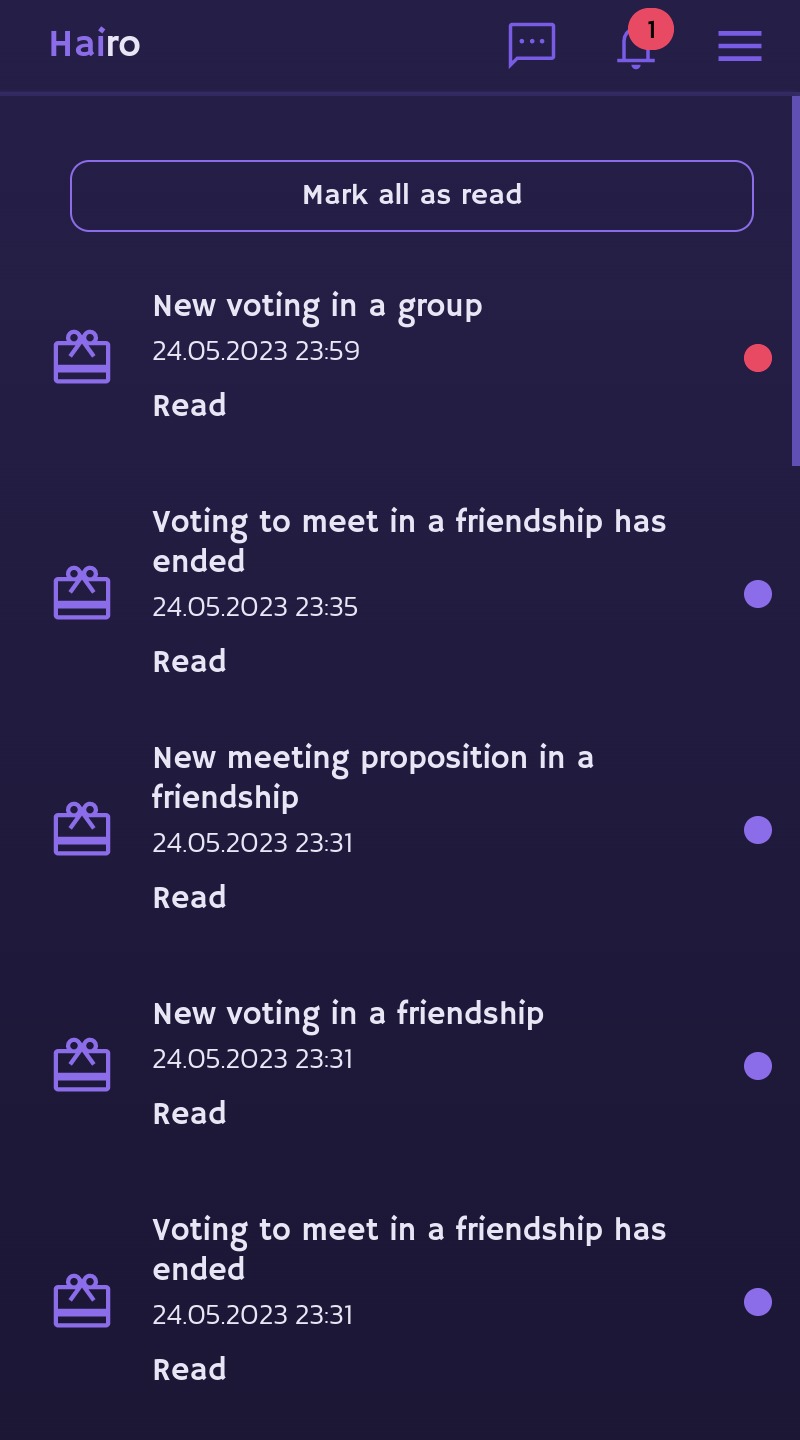 Hairo
1
Mark all as read
New voting in a group
24.05.2023 23:59
Read
Voting to meet in a friendship has
ended
24.05.2023 23:35
Read
New meeting proposition in a
friendship
24.05.2023 23:31
Read
New voting in a friendship
24.05.2023 23:31
Read
Voting to meet in a friendship has
ended
24.05.2023 23:31
Read